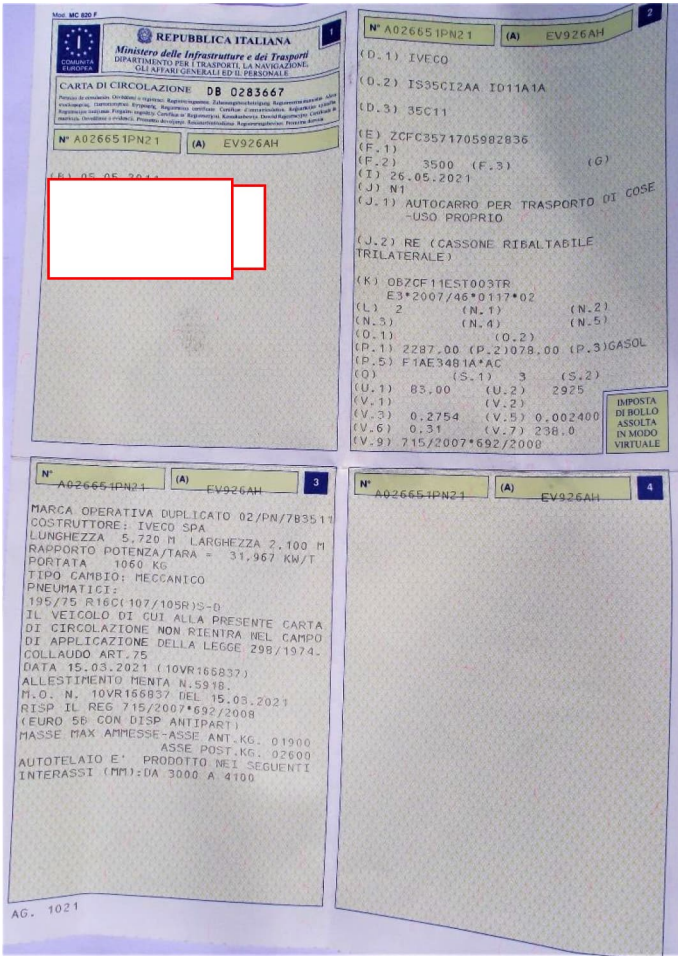 Mod. MC 820 F
1
COMUNITÀ
EUROPEA
I
REPUBBLICA ITALIANA
Ministero delle Infrastrutture e dei Trasporti
DIPARTIMENTO PER I TRASPORTI, LA NAVIGAZIONE,
GLI AFFARI GENERALI ED IL PERSONALE
CARTA DI CIRCOLAZIONE DB 0283667
N° A026651PN21 (A) EV926AH
2
N° A026651PN21 (A) EV926AH
(D.1) IVECO
(D.2) IS35CI2AA ID11A1A
(D.3) 35C11
(E) ZCFC3571705982836
(F.1)
(F.2) 3500 (F.3) (G)
(I) 26.05.2021
(J) N1
(J.1) AUTOCARRO PER TRASPORTO DI COSE
-USO PROPRIO
(J.2) RE (CASSONE RIBALTABILE
TRILATERALE)
(K) OBZCF11EST003TR
E3*2007/46*0117*02
(L) 2 (N.1) (N.2)
(N.3) (N.4) (N.5)
(O.1) (O.2)
(P.1) 2287.00 (P.2)078.00 (P.3)GASOL
(P.5) F1AE3481A*AC
(Q) (S.1) 3 (S.2)
(U.1) 83.00 (U.2) 2925
(V.1) (V.2)
(V.3) 0.2754 (V.5) 0.002400
(V.6) 0.31 (V.7) 238.0
(V.9) 715/2007*692/2008
IMPOSTA
DI BOLLO
ASSOLTA
IN MODO
VIRTUALE
3
N° A026651PN21 (A) EV926AH
MARCA OPERATIVA DUPLICATO 02/PN/783511
COSTRUTTORE: IVECO SPA
LUNGHEZZA 5,720 M LARGHEZZA 2,100 M
RAPPORTO POTENZA/TARA = 31,967 KW/T
PORTATA 1060 KG
TIPO CAMBIO: MECCANICO
PNEUMATICI:
195/75 R16C(107/105R)S-D
IL VEICOLO DI CUI ALLA PRESENTE CARTA
DI CIRCOLAZIONE NON RIENTRA NEL CAMPO
DI APPLICAZIONE DELLA LEGGE 298/1974-
COLLAUDO ART.75
DATA 15.03.2021 (10VR166837)
ALLESTIMENTO MENTA N.5918.
M.O. N. 10VR166837 DEL 15.03.2021
RISP IL REG 715/2007*692/2008
(EURO 5B CON DISP ANTIPART)
MASSE MAX AMMESSE-ASSE ANT.KG. 01900
ASSE POST.KG. 02600
AUTOTELAIO E' PRODOTTO NEI SEGUENTI
INTERASSI (MM):DA 3000 A 4100
4
N° A026651PN21 (A) EV926AH
AG. 1021